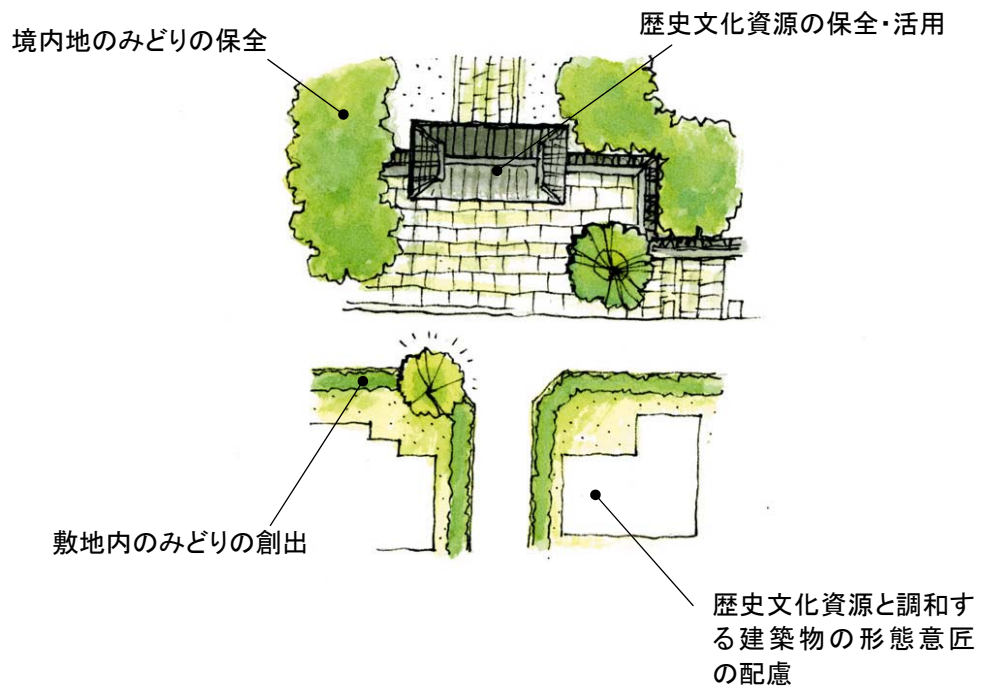 歴史文化資源の保全・活用
境内地のみどりの保全
敷地内のみどりの創出
歴史文化資源と調和す
る建築物の形態意匠
の配慮